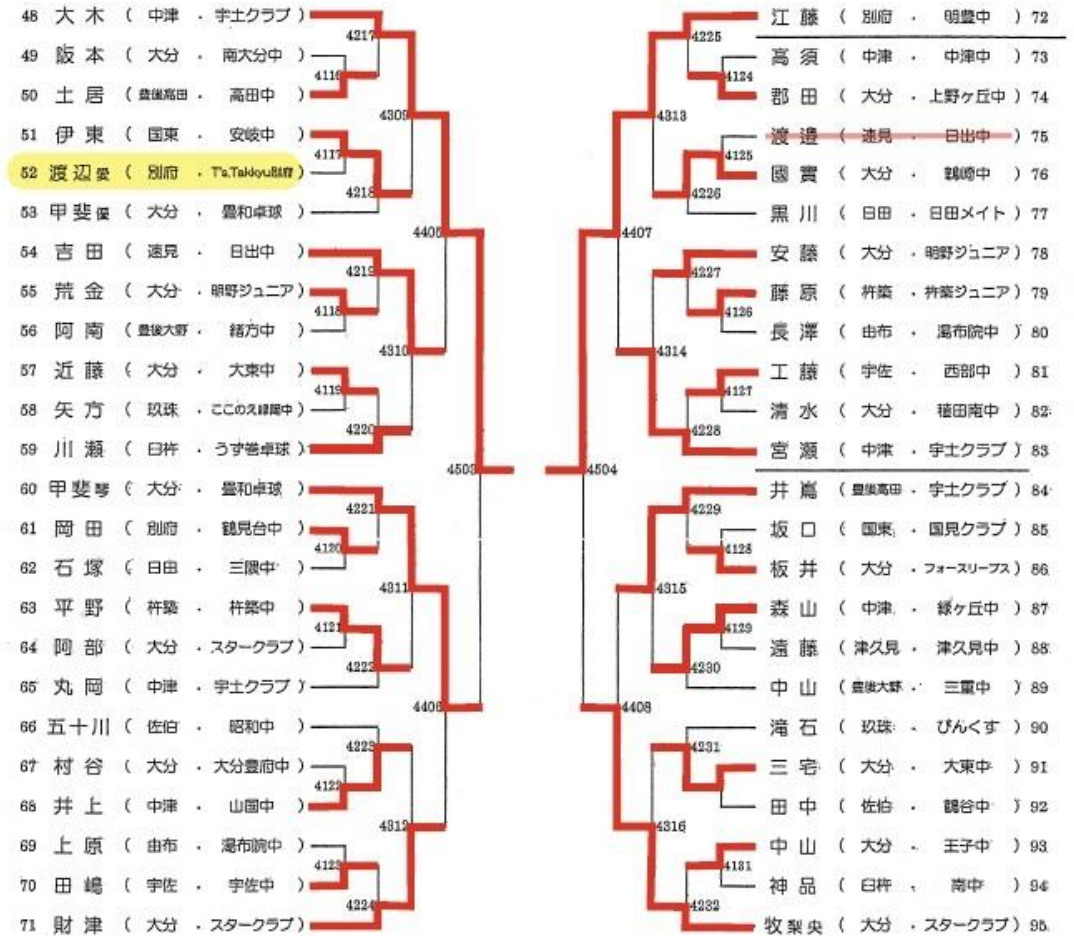 48 大木 ( 中津 ・ 宇土クラブ )
49 阪本 ( 大分 ・ 南大分中 )
50 土居 ( 豊後高田 ・ 高田中 )
51 伊東 ( 国東 ・ 安岐中 )
52 渡辺愛 ( 別府 ・ T's.Takkyu別府 )
53 甲斐優 ( 大分 ・ 畳和卓球 )
54 吉田 ( 速見 ・ 日出中 )
55 荒金 ( 大分 ・ 明野ジュニア )
56 阿南 ( 豊後大野 ・ 緒方中 )
57 近藤 ( 大分 ・ 大東中 )
58 矢方 ( 玖珠 ・ ここのえ緑陽中 )
59 川瀬 ( 臼杵 ・ うず巻卓球 )
60 甲斐琴 ( 大分 ・ 畳和卓球 )
61 岡田 ( 別府 ・ 鶴見台中 )
62 石塚 ( 日田 ・ 三隈中 )
63 平野 ( 杵築 ・ 杵築中 )
64 阿部 ( 大分 ・ スタークラブ )
65 丸岡 ( 中津 ・ 宇土クラブ )
66 五十川 ( 佐伯 ・ 昭和中 )
67 村谷 ( 大分 ・ 大分豊府中 )
68 井上 ( 中津 ・ 山国中 )
69 上原 ( 由布 ・ 湯布院中 )
70 田嶋 ( 宇佐 ・ 宇佐中 )
71 財津 ( 大分 ・ スタークラブ )
4217
4116
4309
4117
4218
4405
4219
4118
4310
4119
4220
4503
4221
4120
4311
4121
4222
4406
4223
4122
4312
4123
4224
4225
4124
4313
4125
4226
4407
4227
4126
4314
4127
4228
4504
4229
4128
4315
4129
4230
4408
4231
4316
4131
4232
江藤 ( 別府 ・ 明豊中 ) 72
高須 ( 中津 ・ 中津中 ) 73
郡田 ( 大分 ・ 上野ヶ丘中 ) 74
渡邉 ( 速見 ・ 日出中 ) 75
國實 ( 大分 ・ 鶴崎中 ) 76
黒川 ( 日田 ・ 日田メイト ) 77
安藤 ( 大分 ・ 明野ジュニア ) 78
藤原 ( 杵築 ・ 杵築ジュニア ) 79
長澤 ( 由布 ・ 湯布院中 ) 80
工藤 ( 宇佐 ・ 西部中 ) 81
清水 ( 大分 ・ 稙田南中 ) 82
宮瀬 ( 中津 ・ 宇土クラブ ) 83
井嶌 ( 豊後高田 ・ 宇土クラブ ) 84
坂口 ( 国東 ・ 国見クラブ ) 85
板井 ( 大分 ・ フォースリーブス ) 86
森山 ( 中津 ・ 緑ヶ丘中 ) 87
遠藤 ( 津久見 ・ 津久見中 ) 88
中山 ( 豊後大野 ・ 三重中 ) 89
滝石 ( 玖珠 ・ ぴんくす ) 90
三宅 ( 大分 ・ 大東中 ) 91
田中 ( 佐伯 ・ 鶴谷中 ) 92
中山 ( 大分 ・ 王子中 ) 93
神品 ( 臼杵 ・ 南中 ) 94
牧梨央 ( 大分 ・ スタークラブ ) 95